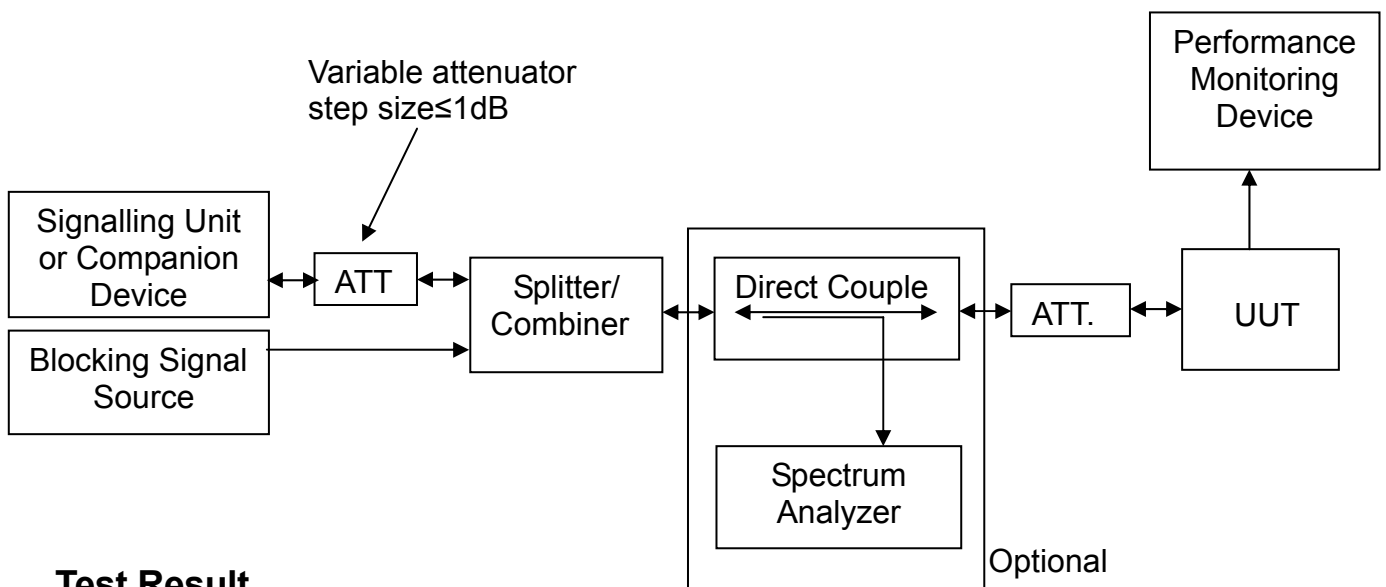 Performance
Monitoring
Device
Variable attenuator
step size≤1dB
Signalling Unit
or Companion
Device
ATT
Splitter/
Combiner
Direct Couple
ATT.
UUT
Blocking Signal
Source
Spectrum
Analyzer
Optional
Test Result